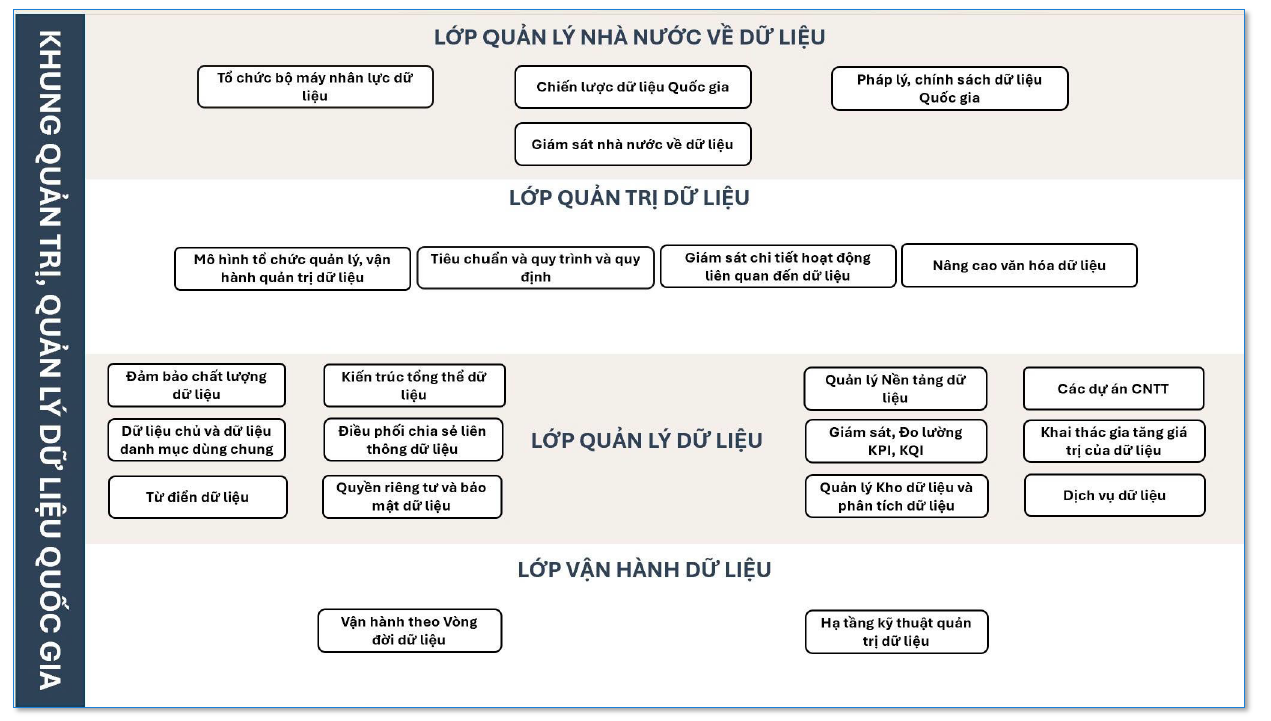 KHUNG QUẢN TRỊ, QUẢN LÝ DỮ LIỆU QUỐC GIA
LỚP QUẢN LÝ NHÀ NƯỚC VỀ DỮ LIỆU
Tổ chức bộ máy nhân lực dữ
liệu
Chiến lược dữ liệu Quốc gia
Pháp lý, chính sách dữ liệu
Quốc gia
Giám sát nhà nước về dữ liệu
LỚP QUẢN TRỊ DỮ LIỆU
Mô hình tổ chức quản lý, vận
hành quản trị dữ liệu
Tiêu chuẩn và quy trình và quy
định
Giám sát chi tiết hoạt động
liên quan đến dữ liệu
Nâng cao văn hóa dữ liệu
Đảm bảo chất lượng
dữ liệu
Kiến trúc tổng thể dữ
liệu
Dữ liệu chủ và dữ liệu
danh mục dùng chung
Điều phối chia sẻ liên
thông dữ liệu
Từ điển dữ liệu
Quyền riêng tư và bảo
mật dữ liệu
LỚP QUẢN LÝ DỮ LIỆU
Quản lý Nền tảng dữ
liệu
Các dự án CNTT
Giám sát, Đo lường
KPI, KQI
Khai thác gia tăng giá
trị của dữ liệu
Quản lý Kho dữ liệu và
phân tích dữ liệu
Dịch vụ dữ liệu
LỚP VẬN HÀNH DỮ LIỆU
Vận hành theo Vòng
đời dữ liệu
Hạ tầng kỹ thuật quản
trị dữ liệu